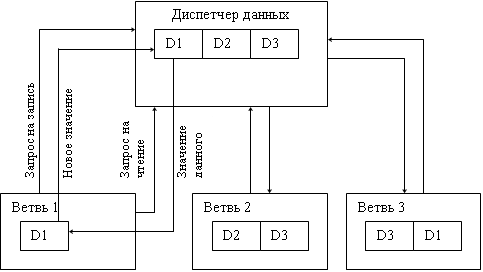 Диспетчер данных
D1 D2 D3
Запрос на запись
Новое значение
Запрос на
чтение
Значение
данного
Ветвь 1
D1
Ветвь 2
D2 D3
Ветвь 3
D3 D1